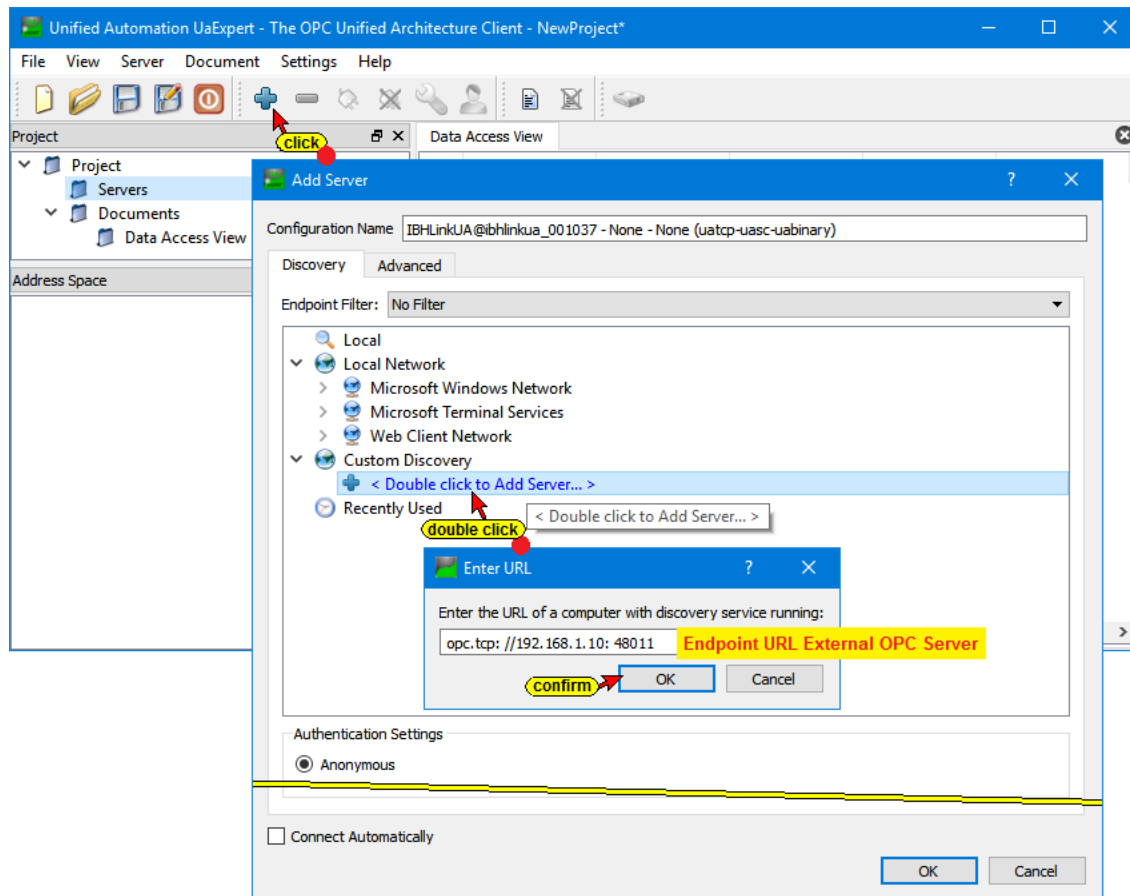 Unified Automation UaExpert - The OPC Unified Architecture Client - NewProject*
File View Server Document Settings Help
Project
Data Access View
click
Project
Servers
Documents
Data Access View
Address Space
Add Server
?
Configuration Name
IBHLinkUA@ibhlinkua_001037 - None - None (uatcp-uasc-uabinary)
Discovery
Advanced
Endpoint Filter:
No Filter
Local
Local Network
Microsoft Windows Network
Microsoft Terminal Services
Web Client Network
Custom Discovery
< Double click to Add Server... >
Recently Used
< Double click to Add Server... >
double click
Enter URL
?
Enter the URL of a computer with discovery service running:
opc.tcp: //192.168.1.10: 48011
Endpoint URL External OPC Server
confirm
OK
Cancel
Authentication Settings
Anonymous
Connect Automatically
OK
Cancel